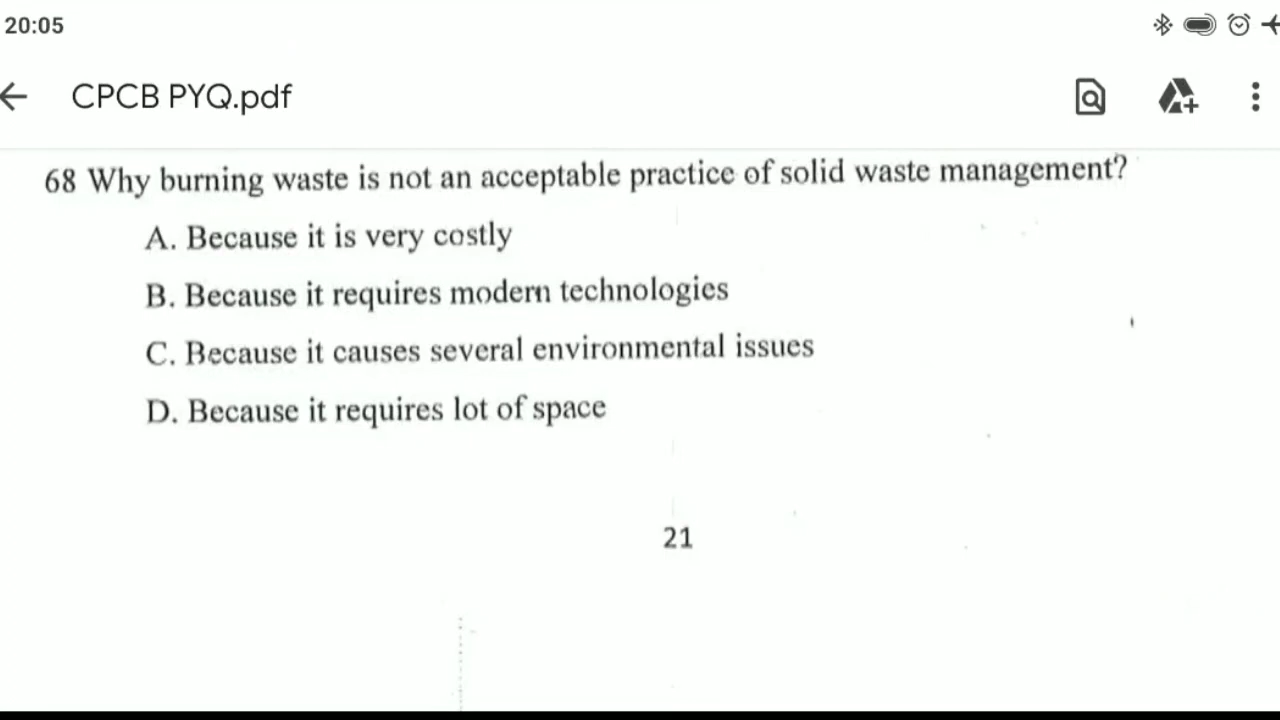 20:05
CPCB PYQ.pdf
68 Why burning waste is not an acceptable practice of solid waste management?
A. Because it is very costly
B. Because it requires modern technologies
C. Because it causes several environmental issues
D. Because it requires lot of space
21